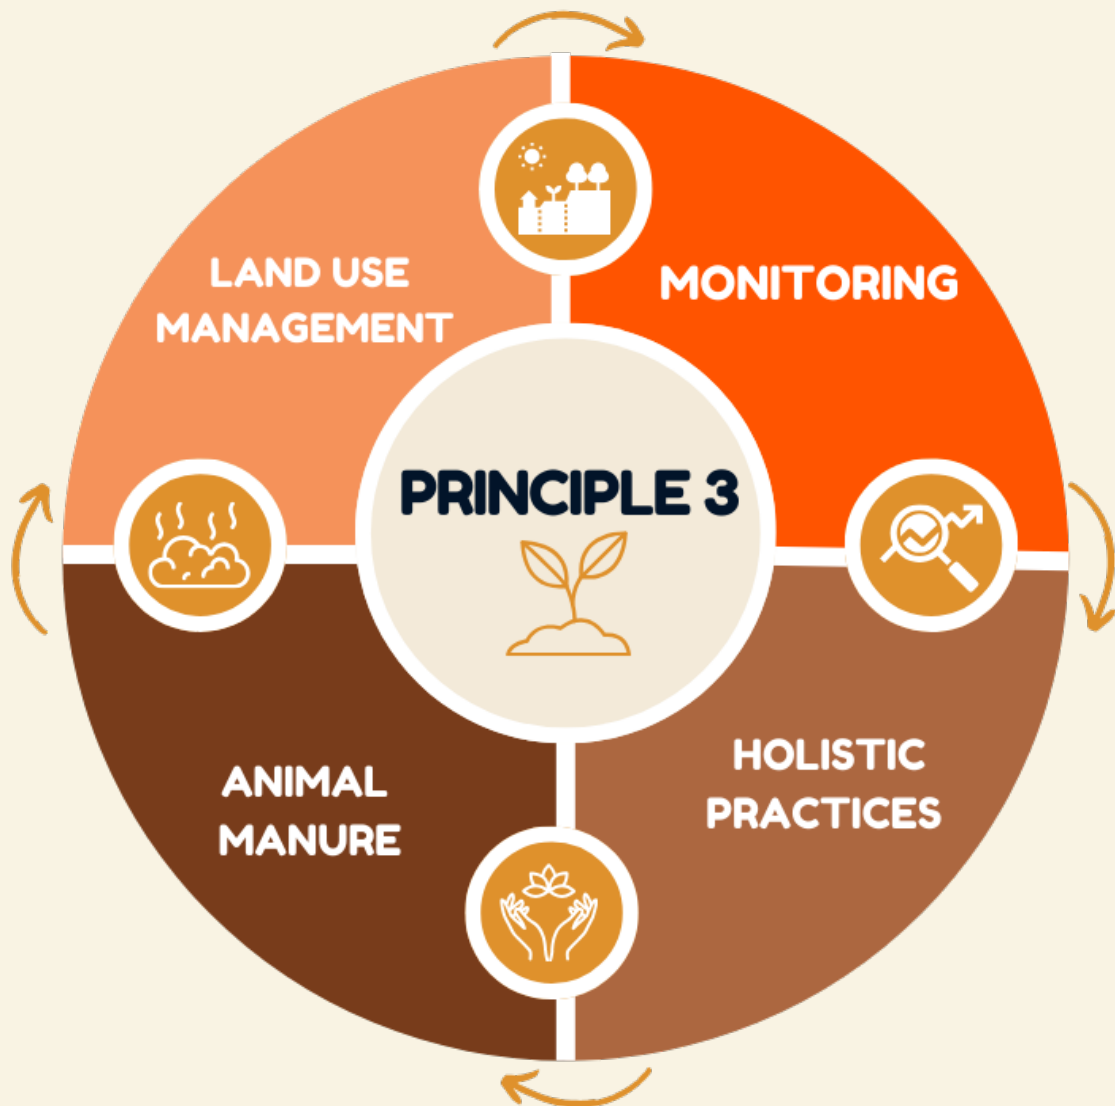 LAND USE
MANAGEMENT
MONITORING
PRINCIPLE 3
ANIMAL
MANURE
HOLISTIC
PRACTICES